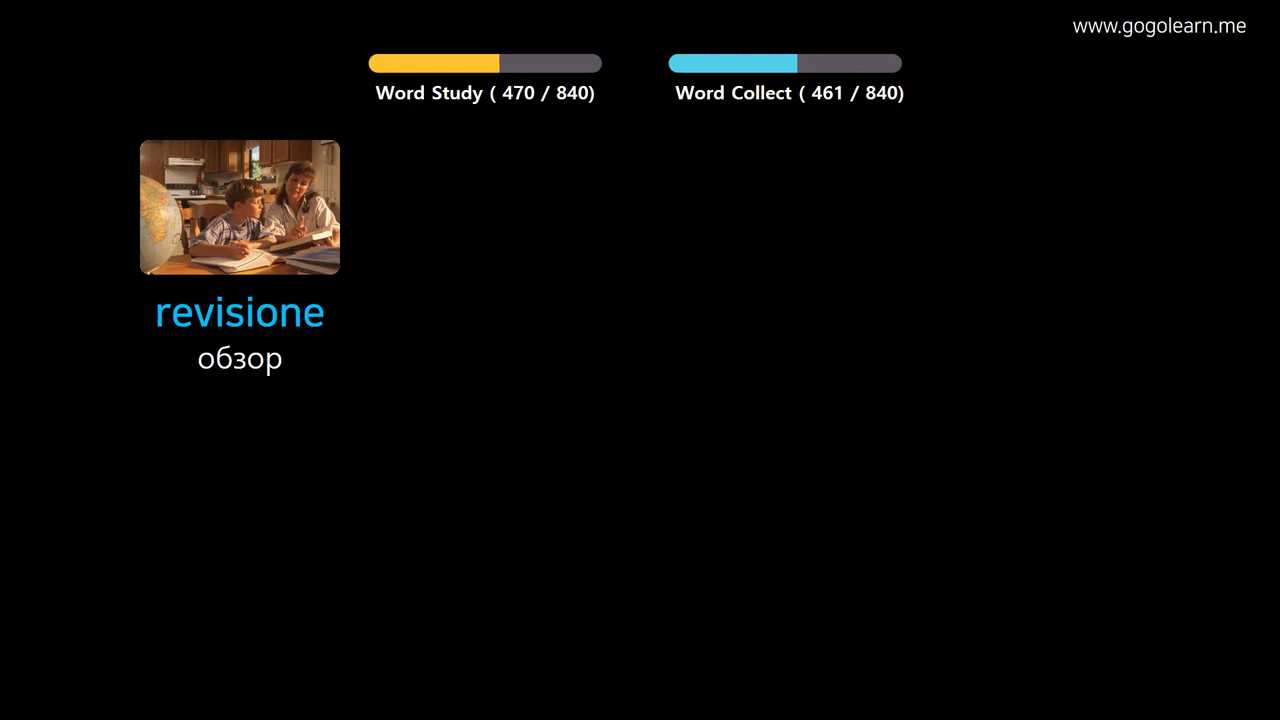 www.gogolearn.me
Word Study ( 470 / 840)
Word Collect ( 461 / 840)
revisione
обзор